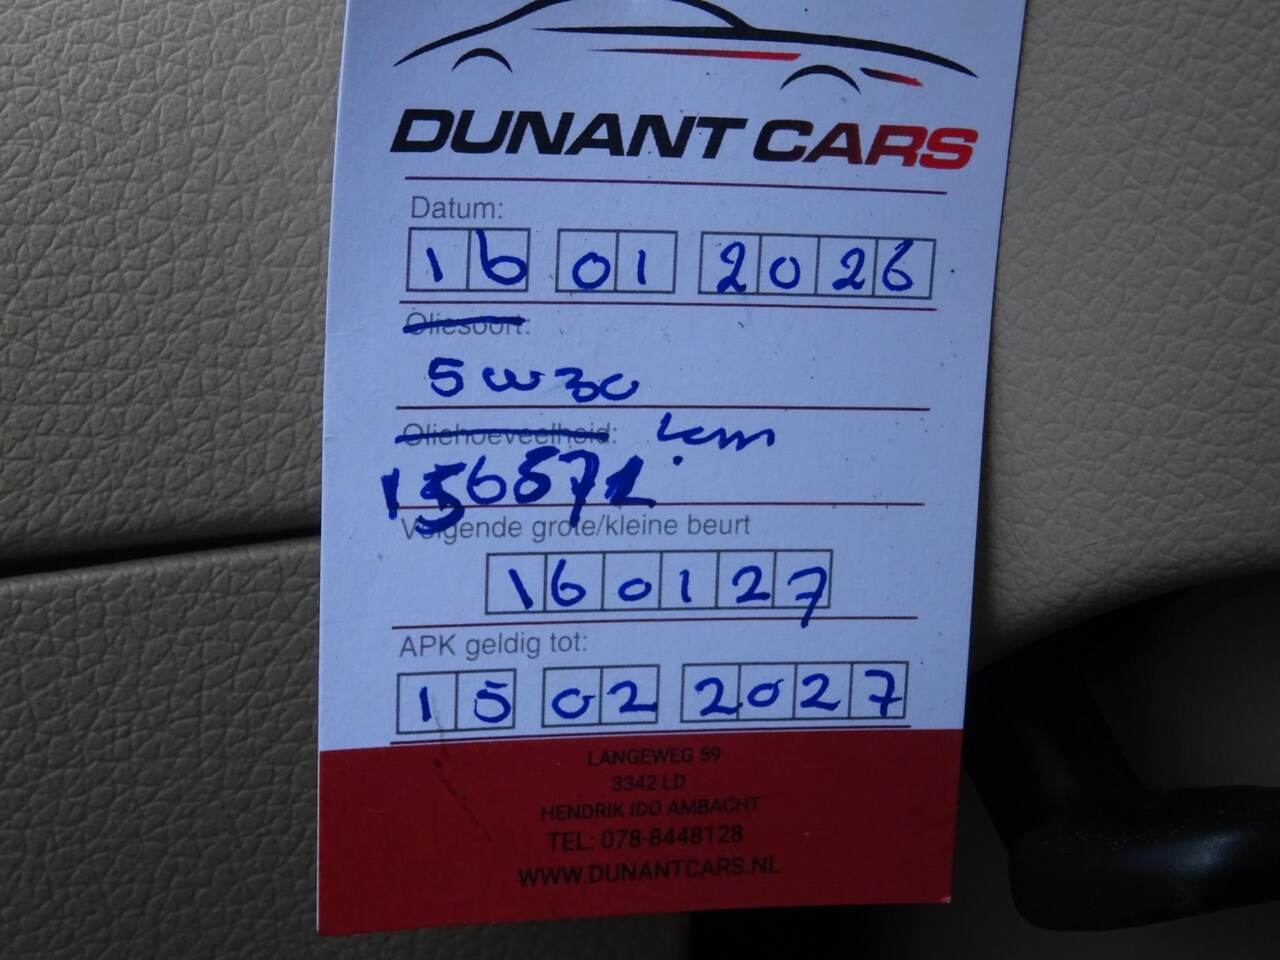 DUNANT CARS
Datum:
16 01 2026
Oliesoort:
5w30
Oliehoeveelheid: km
156571
Volgende grote/kleine beurt
160127
APK geldig tot:
15 02 2027
LANGEWEG 59
3342 LD
HENDRIK IDO AMBACHT
TEL: 078-8448128
WWW.DUNANTCARS.NL